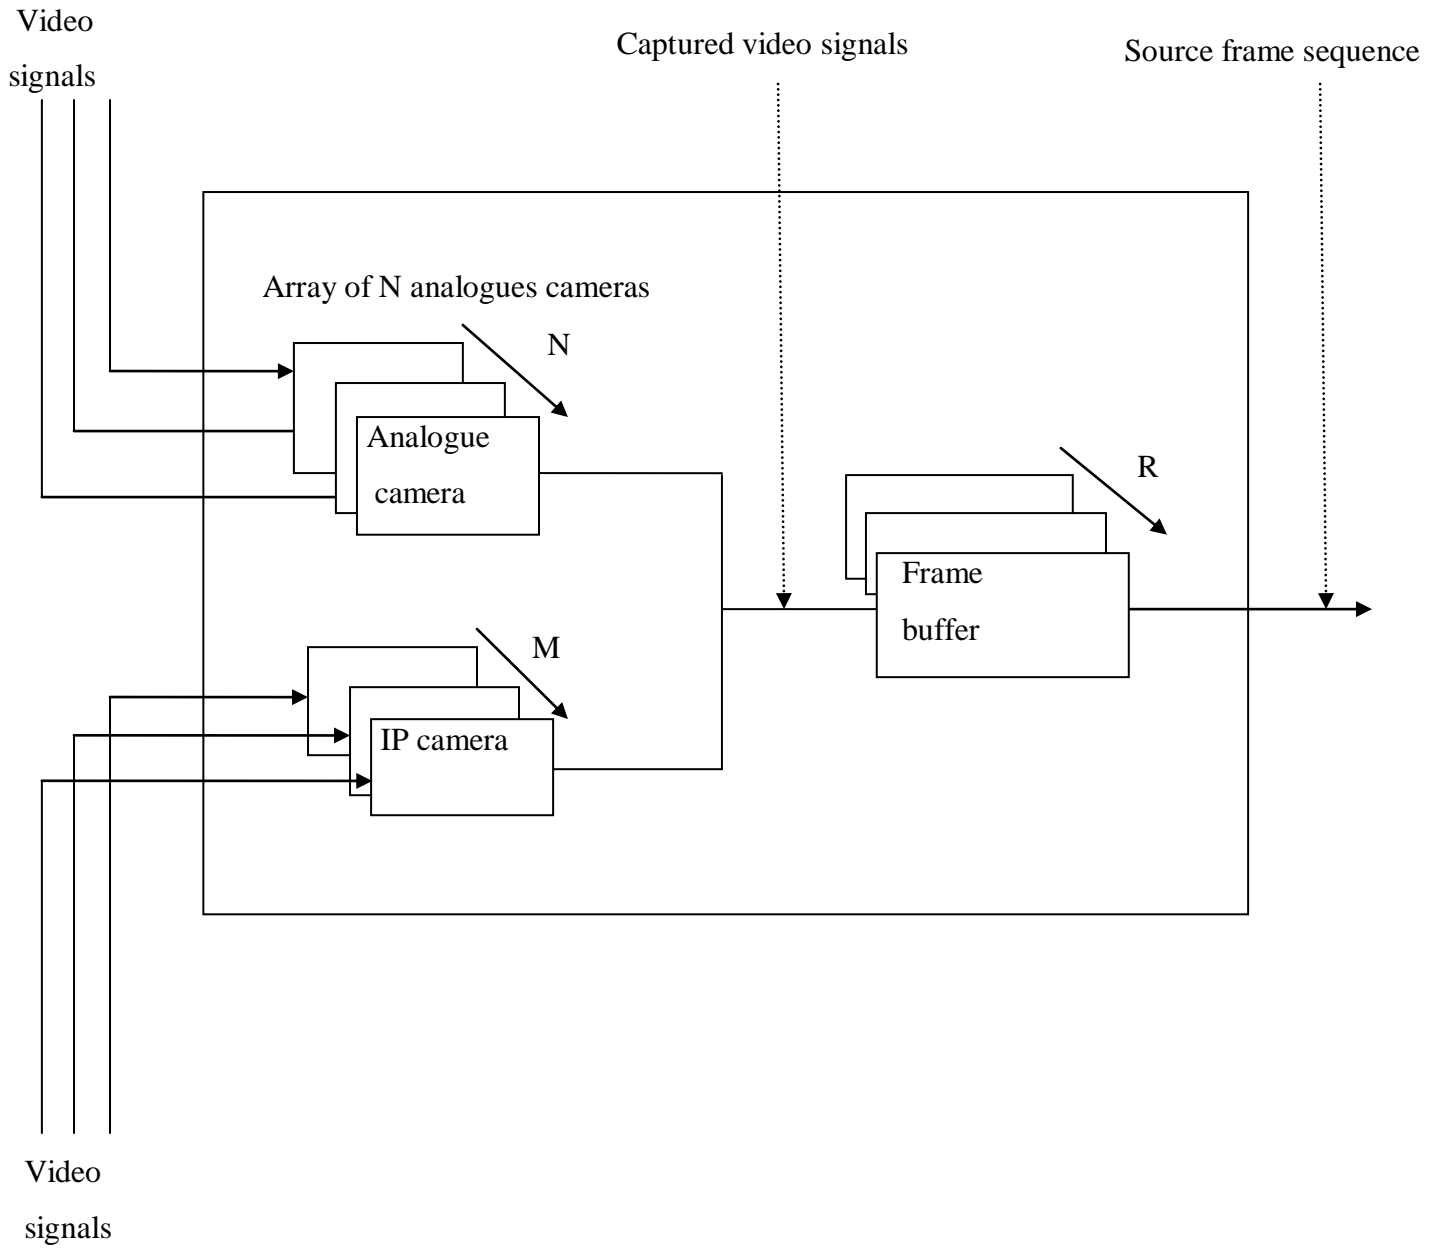 Video
signals
Captured video signals
Source frame sequence
Array of N analogues cameras
N
Analogue
camera
R
Frame
buffer
M
IP camera
Video
signals